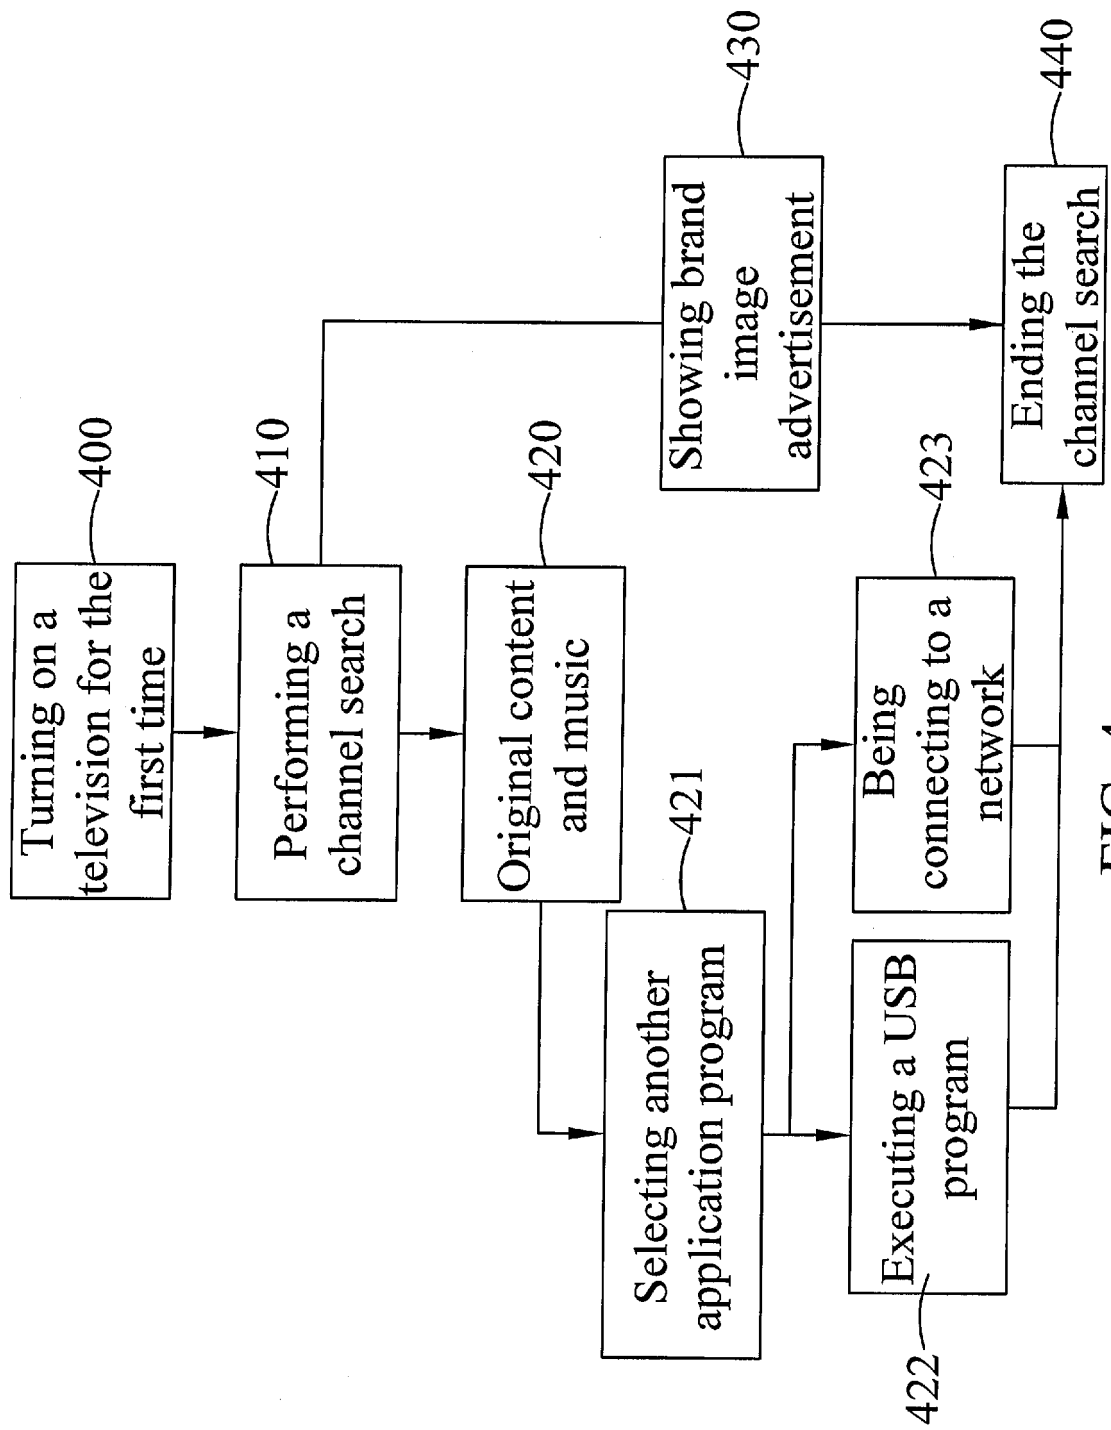 Turning on a
television for the
first time
400
Performing a
channel search
410
Original content
and music
420
Selecting another
application program
421
Executing a USB
program
422
Being
connecting to a
network
423
Showing brand
image
advertisement
430
Ending the
channel search
440